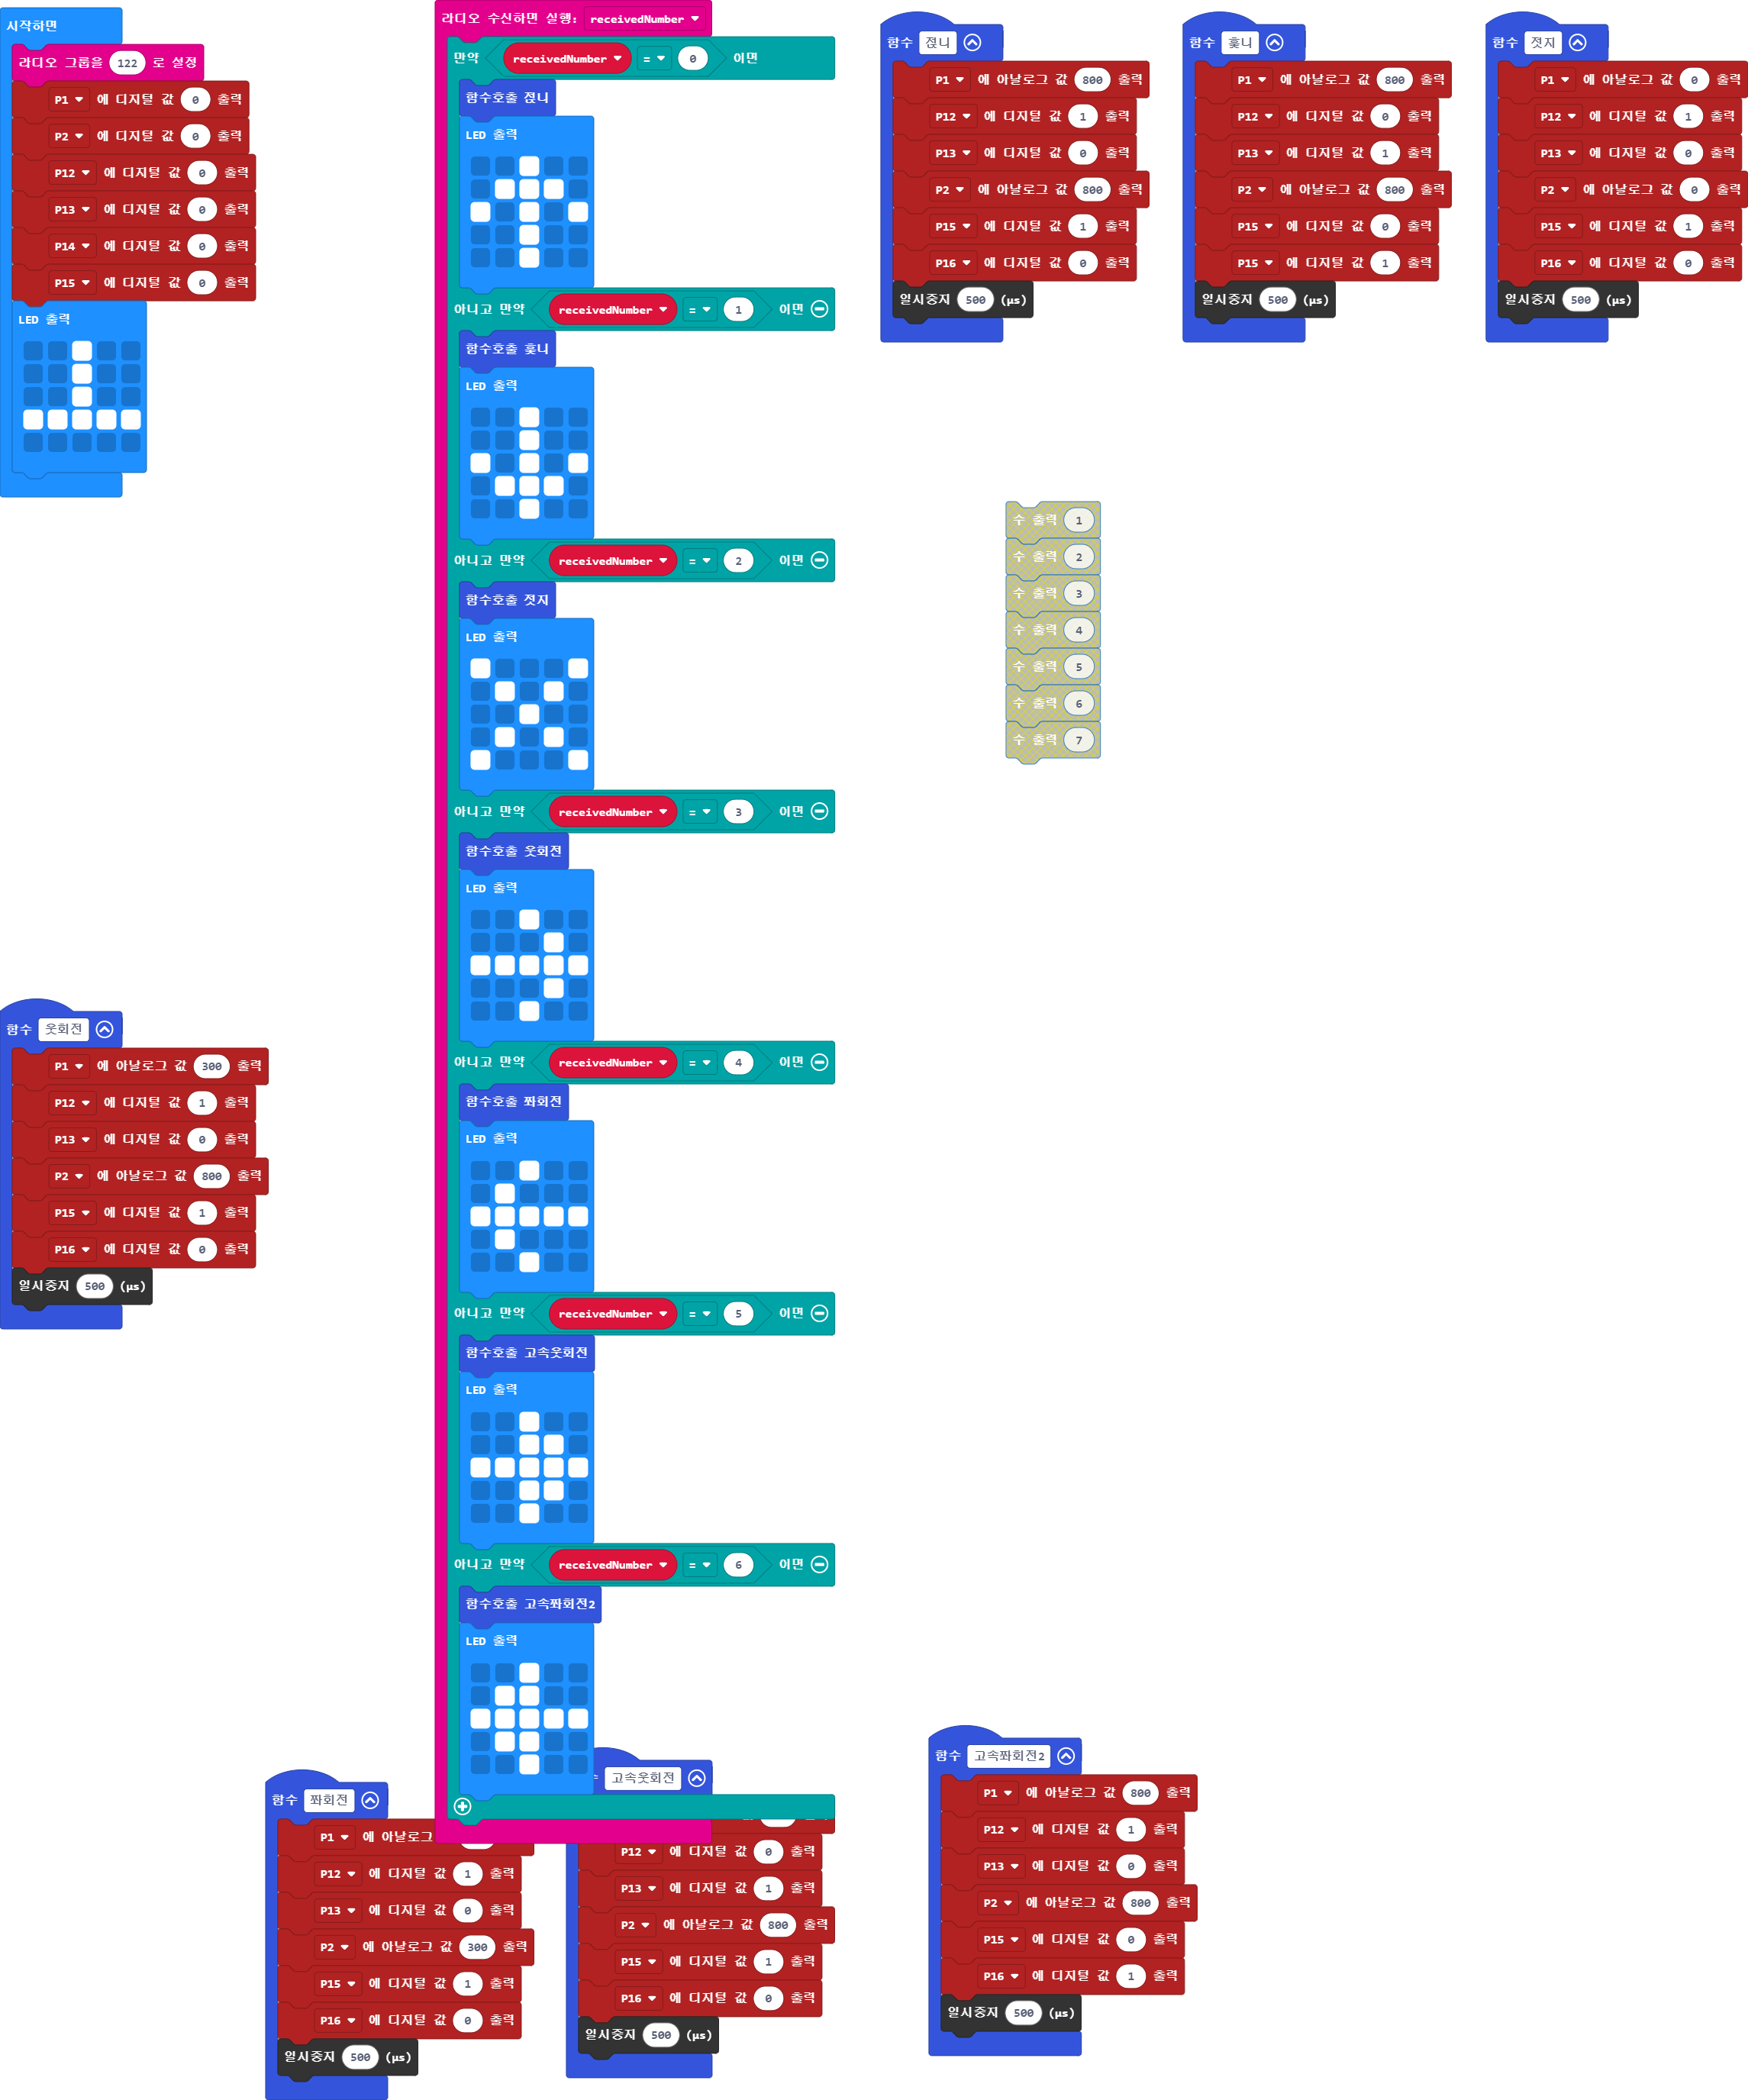 시작하면
라디오 그룹을 122 로 설정
P1 에 디지털 값 0 출력
P2 에 디지털 값 0 출력
P12 에 디지털 값 0 출력
P13 에 디지털 값 0 출력
P14 에 디지털 값 0 출력
P15 에 디지털 값 0 출력
LED 출력
라디오 수신하면 실행: receivedNumber
만약 receivedNumber = 0 이면
함수호출 젅니
LED 출력
아니고 만약 receivedNumber = 1 이면
함수호출 훛니
LED 출력
아니고 만약 receivedNumber = 2 이면
함수호출 젓지
LED 출력
아니고 만약 receivedNumber = 3 이면
함수호출 웃회전
LED 출력
아니고 만약 receivedNumber = 4 이면
함수호출 쫘회전
LED 출력
아니고 만약 receivedNumber = 5 이면
함수호출 고속웃회전
LED 출력
아니고 만약 receivedNumber = 6 이면
함수호출 고속쫘회전2
LED 출력
함수 젅니
P1 에 아날로그 값 800 출력
P12 에 디지털 값 1 출력
P13 에 디지털 값 0 출력
P2 에 아날로그 값 800 출력
P15 에 디지털 값 1 출력
P16 에 디지털 값 0 출력
일시중지 500 (µs)
함수 훛니
P1 에 아날로그 값 800 출력
P12 에 디지털 값 0 출력
P13 에 디지털 값 1 출력
P2 에 아날로그 값 800 출력
P15 에 디지털 값 0 출력
P15 에 디지털 값 1 출력
일시중지 500 (µs)
함수 젓지
P1 에 아날로그 값 0 출력
P12 에 디지털 값 1 출력
P13 에 디지털 값 0 출력
P2 에 아날로그 값 0 출력
P15 에 디지털 값 1 출력
P16 에 디지털 값 0 출력
일시중지 500 (µs)
수 출력 1
수 출력 2
수 출력 3
수 출력 4
수 출력 5
수 출력 6
수 출력 7
함수 웃회전
P1 에 아날로그 값 300 출력
P12 에 디지털 값 1 출력
P13 에 디지털 값 0 출력
P2 에 아날로그 값 800 출력
P15 에 디지털 값 1 출력
P16 에 디지털 값 0 출력
일시중지 500 (µs)
함수 쫘회전
P1 에 아날로그
P12 에 디지털 값 1 출력
P13 에 디지털 값 0 출력
P2 에 아날로그 값 300 출력
P15 에 디지털 값 1 출력
P16 에 디지털 값 0 출력
일시중지 500 (µs)
고속웃회전
P12 에 디지털 값 0 출력
P13 에 디지털 값 1 출력
P2 에 아날로그 값 800 출력
P15 에 디지털 값 1 출력
P16 에 디지털 값 0 출력
일시중지 500 (µs)
함수 고속쫘회전2
P1 에 아날로그 값 800 출력
P12 에 디지털 값 1 출력
P13 에 디지털 값 0 출력
P2 에 아날로그 값 800 출력
P15 에 디지털 값 0 출력
P16 에 디지털 값 1 출력
일시중지 500 (µs)